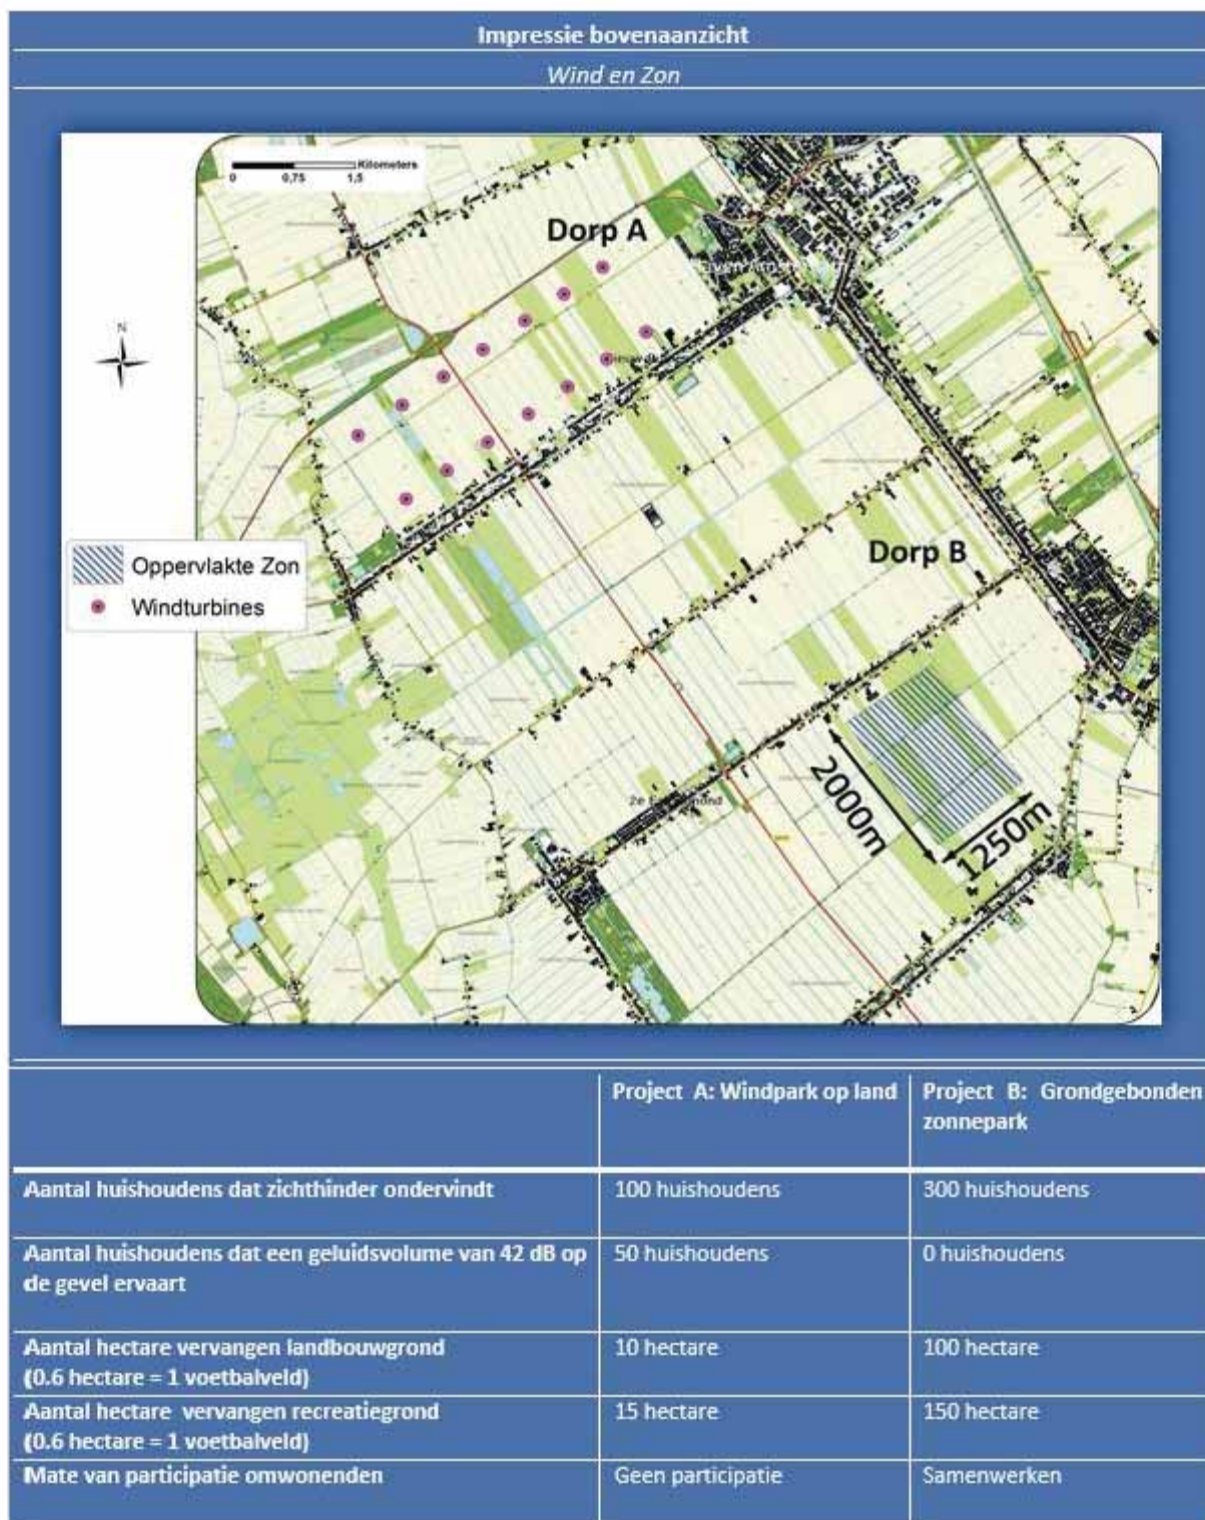 Impressie bovenaanzicht
Wind en Zon
Kilometers
0 0,75 1,5
Dorp A
N
Dorp B
Oppervlakte Zon
Windturbines
2000m
1250m
Project A: Windpark op land
Project B: Grondgebonden
zonnepark
Aantal huishoudens dat zichthinder ondervindt
100 huishoudens
300 huishoudens
Aantal huishoudens dat een geluidsvolume van 42 dB op
de gevel ervaart
50 huishoudens
0 huishoudens
Aantal hectare vervangen landbouwgrond
(0.6 hectare = 1 voetbalveld)
10 hectare
100 hectare
Aantal hectare vervangen recreatiegrond
(0.6 hectare = 1 voetbalveld)
15 hectare
150 hectare
Mate van participatie omwonenden
Geen participatie
Samenwerken